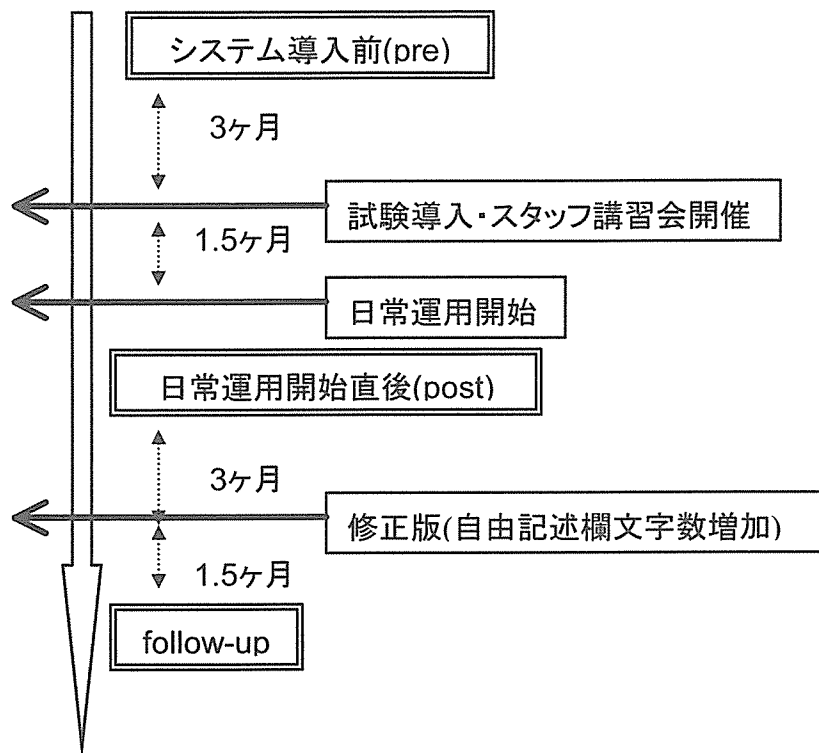 システム導入前(pre)
3ヶ月
試験導入・スタッフ講習会開催
1.5ヶ月
日常運用開始
日常運用開始直後(post)
3ヶ月
修正版(自由記述欄文字数増加)
1.5ヶ月
follow-up